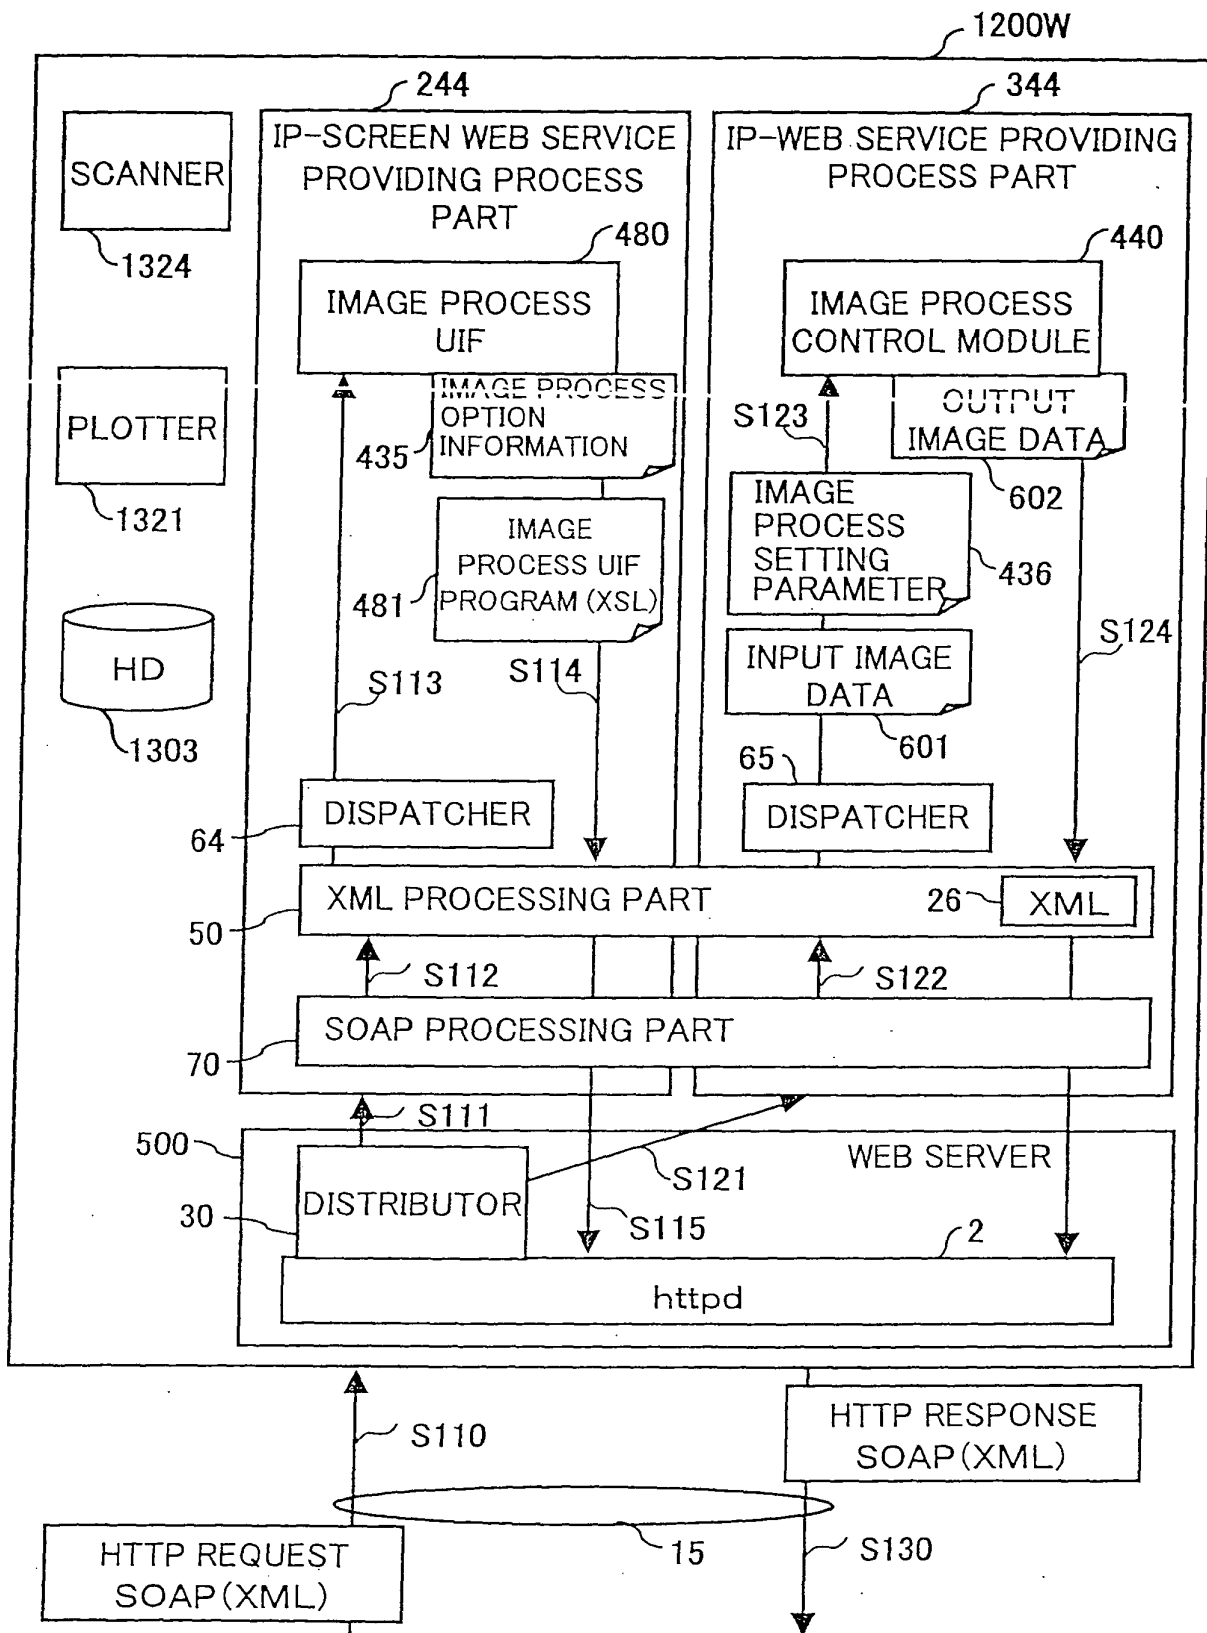 1200W
244
344
IP-SCREEN WEB SERVICE
PROVIDING PROCESS
PART
IP-WEB SERVICE PROVIDING
PROCESS PART
SCANNER
1324
480
440
IMAGE PROCESS
UIF
IMAGE PROCESS
CONTROL MODULE
IMAGE PROCESS
OPTION
INFORMATION
435
OUTPUT
IMAGE DATA
602
S123
PLOTTER
1321
IMAGE
PROCESS UIF
PROGRAM (XSL)
481
IMAGE
PROCESS
SETTING
PARAMETER
436
HD
1303
S113
S114
INPUT IMAGE
DATA
601
S124
65
DISPATCHER
64
DISPATCHER
XML PROCESSING PART
26
XML
50
S112
S122
SOAP PROCESSING PART
70
S111
500
WEB SERVER
DISTRIBUTOR
S121
30
S115
2
httpd
S110
HTTP RESPONSE
SOAP(XML)
15
S130
HTTP REQUEST
SOAP(XML)